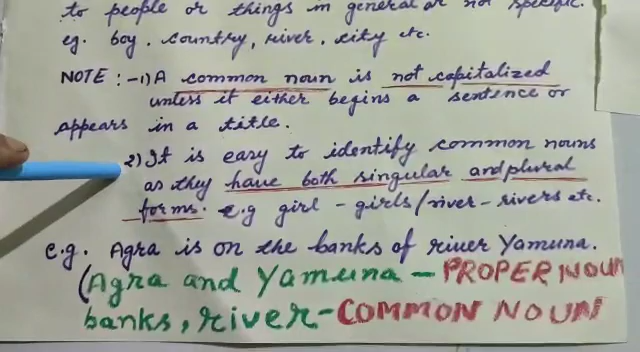 to people or things in general or not specific.
eg. boy, country, river, city etc.
NOTE :-1) A common noun is not capitalized
unless it either begins a sentence or
appears in a title.
2) It is easy to identify common nouns
as they have both singular and plural
forms. e.g girl - girls/river - rivers etc.
e.g. Agra is on the banks of river Yamuna.
(Agra and Yamuna - PROPER NOUN
banks, river - COMMON NOUN